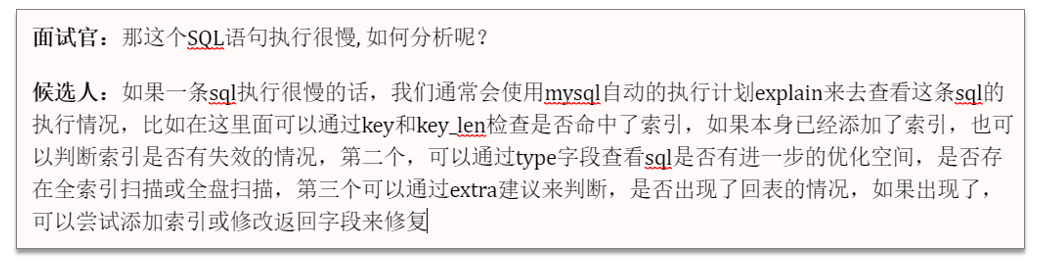 面试官：那这个SQL语句执行很慢, 如何分析呢？
候选人：如果一条sql执行很慢的话，我们通常会使用mysql自动的执行计划explain来去查看这条sql的
执行情况，比如在这里面可以通过key和key_len检查是否命中了索引，如果本身已经添加了索引，也可
以判断索引是否有失效的情况，第二个，可以通过type字段查看sql是否有进一步的优化空间，是否存
在全索引扫描或全盘扫描，第三个可以通过extra建议来判断，是否出现了回表的情况，如果出现了，
可以尝试添加索引或修改返回字段来修复